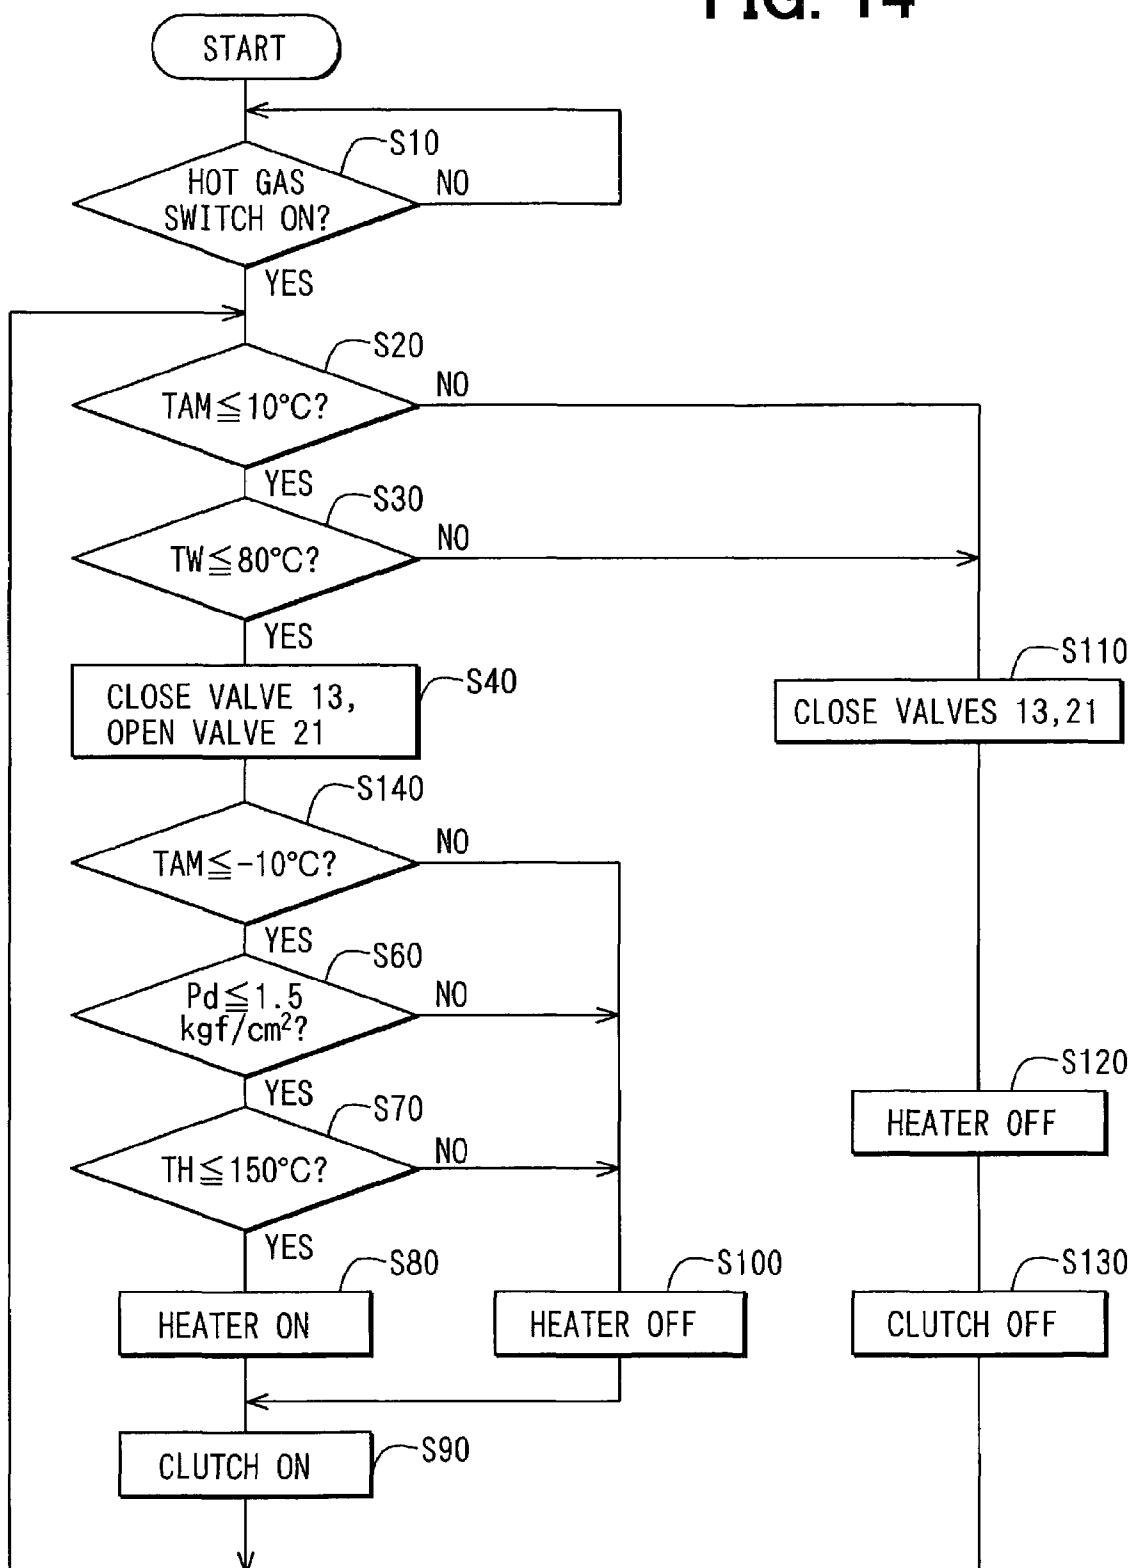 FIG. 14
START
S10
HOT GAS
SWITCH ON?
NO
YES
S20
TAM≦10°C?
NO
YES
S30
TW≦80°C?
NO
YES
CLOSE VALVE 13,
OPEN VALVE 21
S40
S110
CLOSE VALVES 13,21
S140
TAM≦-10°C?
NO
YES
S60
Pd≦1.5
kgf/cm²?
NO
YES
S70
TH≦150°C?
NO
YES
S120
HEATER OFF
S80
HEATER ON
S100
HEATER OFF
S130
CLUTCH OFF
S90
CLUTCH ON